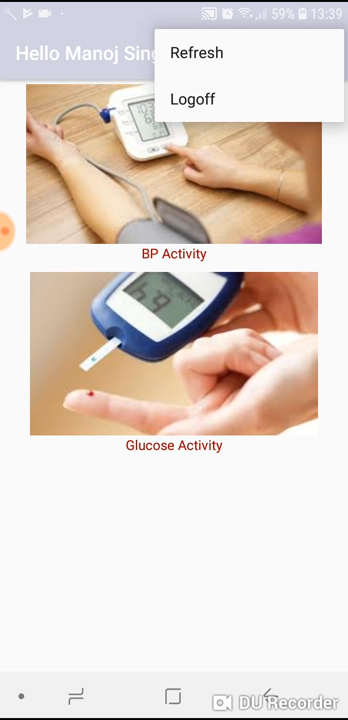 59% 13:39
Hello Manoj Sing
Refresh
Logoff
BP Activity
Glucose Activity
DU Recorder